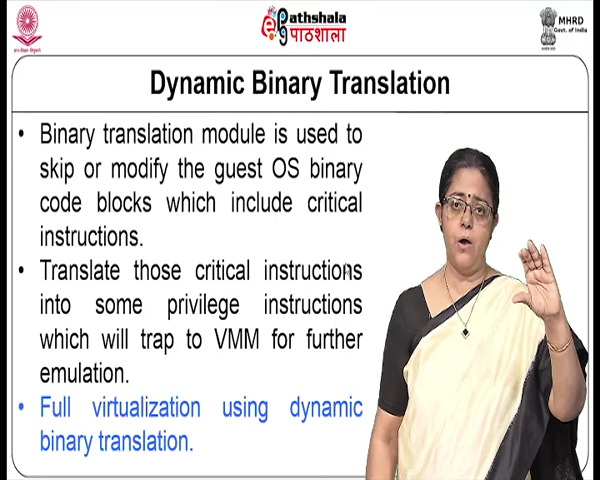 ePathshala
पाठशाला
MHRD
Govt. of India
Dynamic Binary Translation
• Binary translation module is used to
skip or modify the guest OS binary
code blocks which include critical
instructions.
• Translate those critical instructions
into some privilege instructions
which will trap to VMM for further
emulation.
• Full virtualization using dynamic
binary translation.